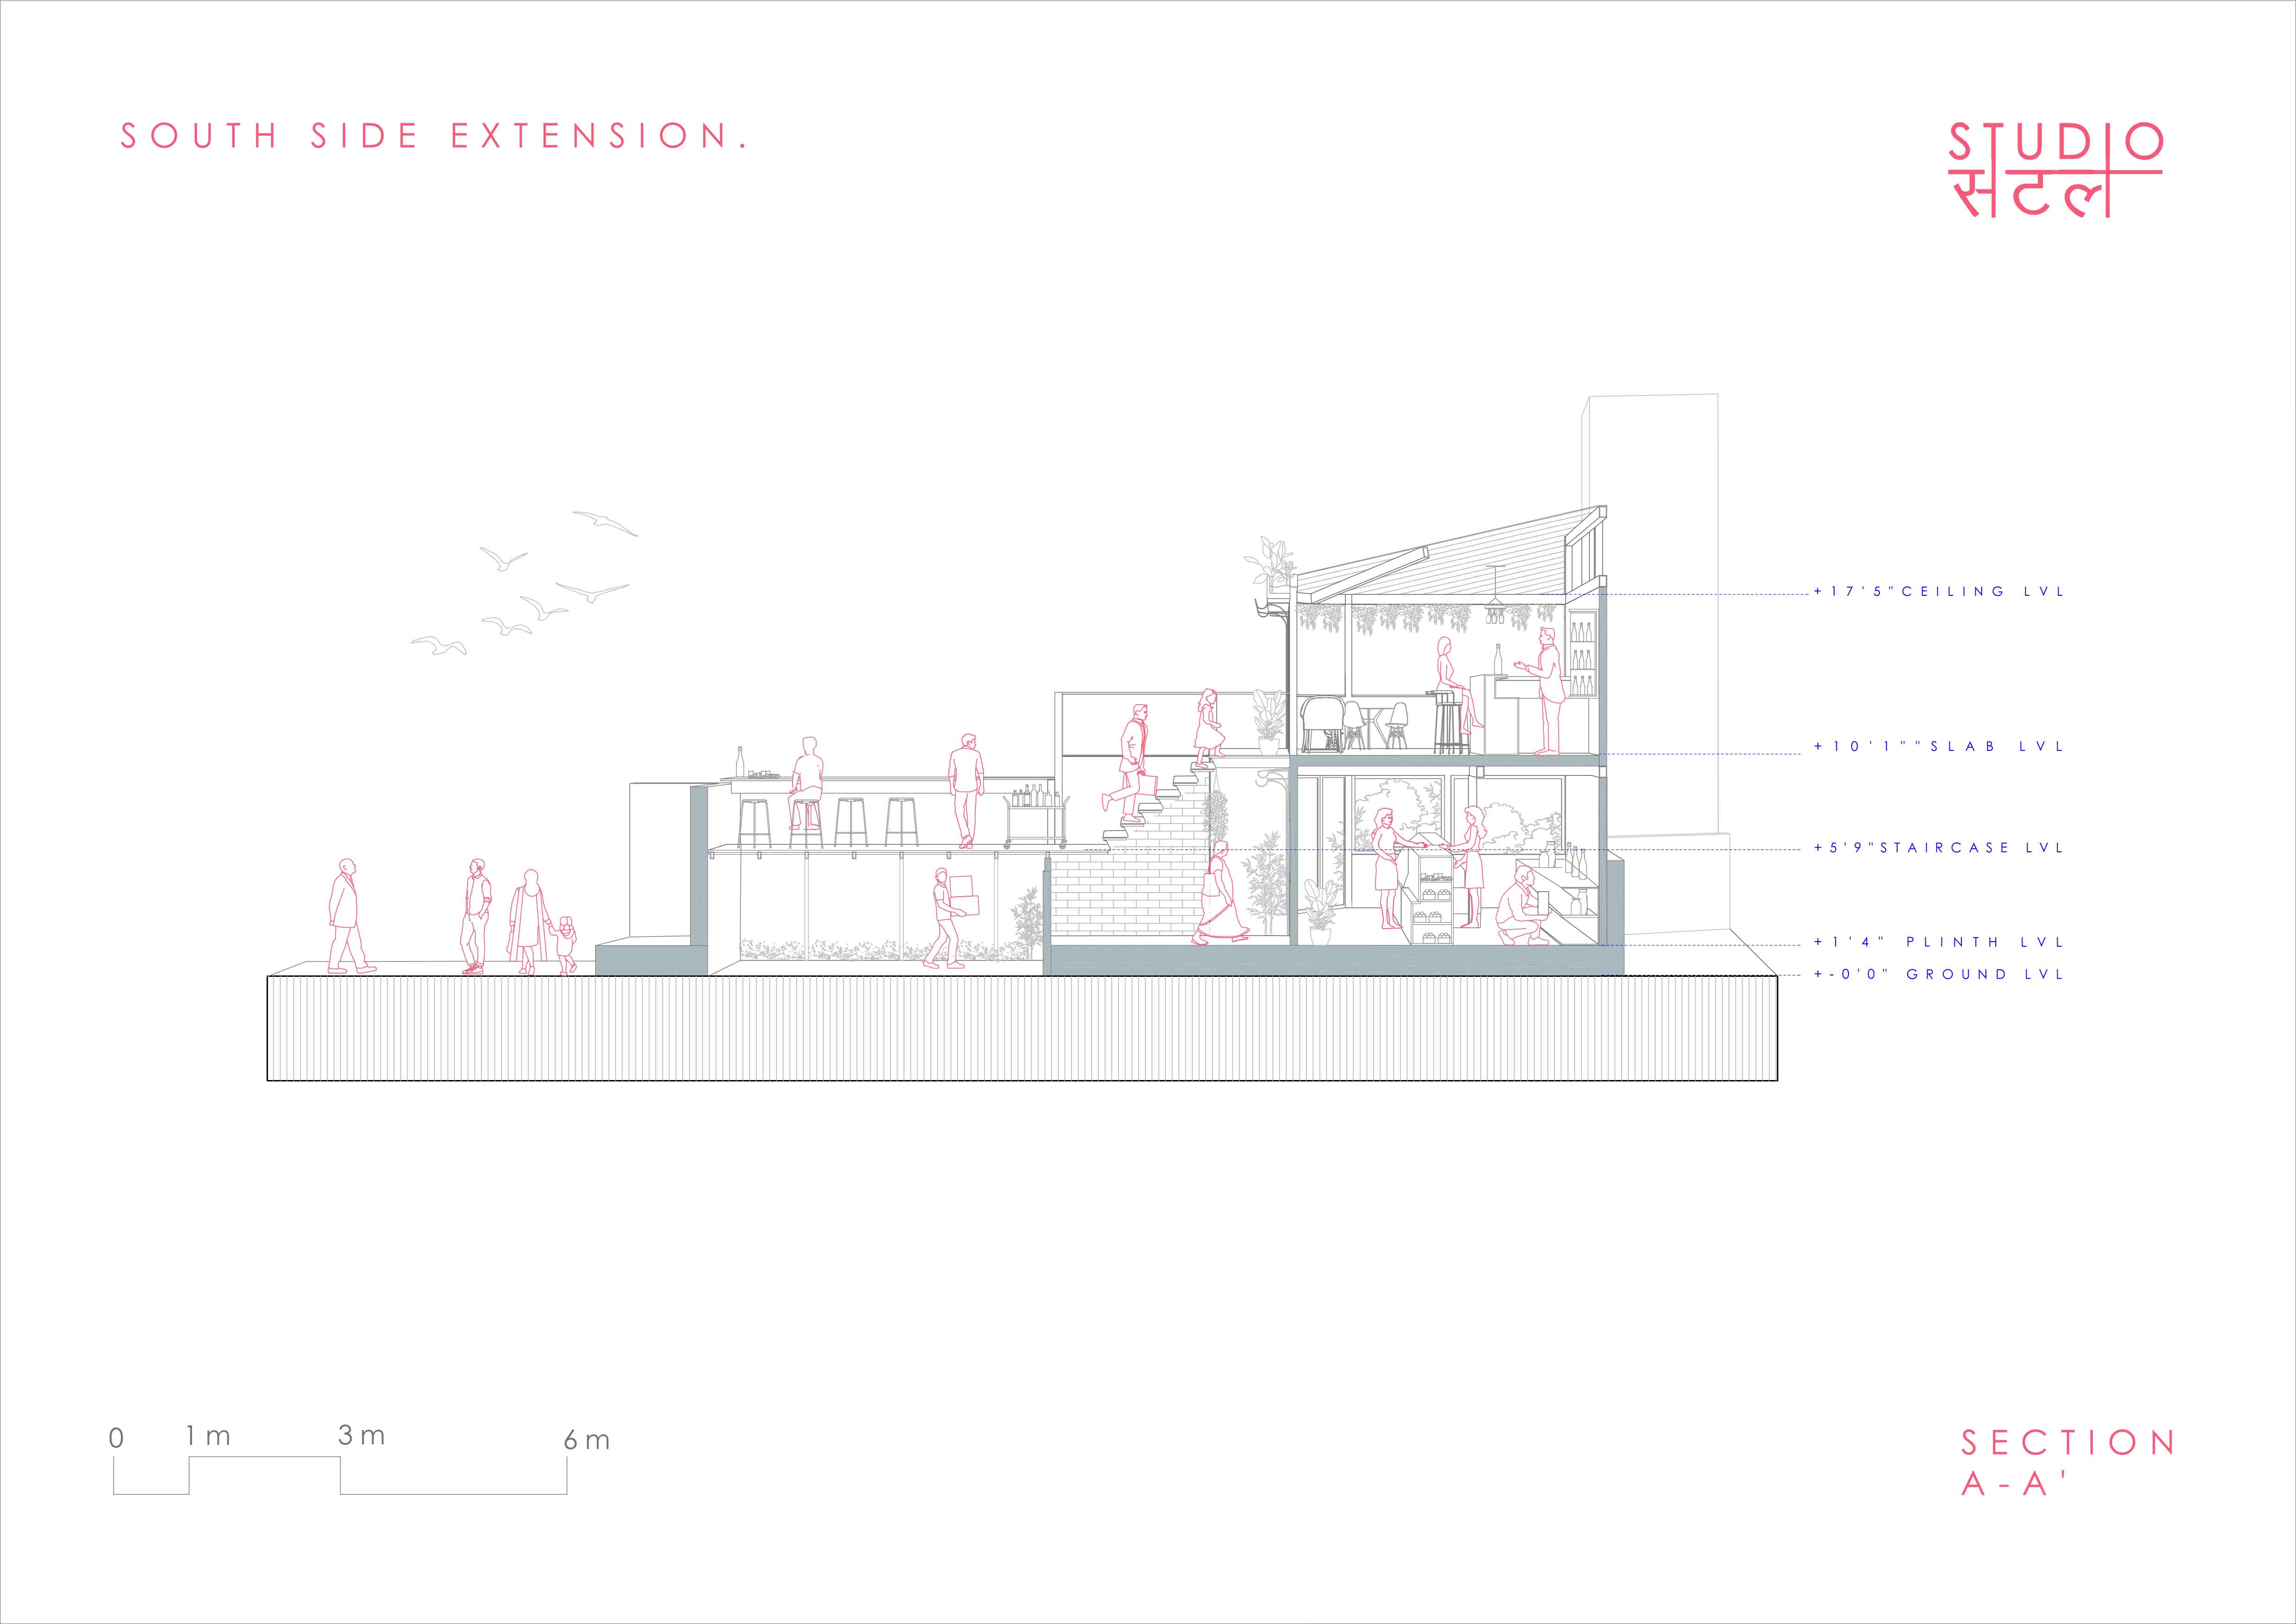 SOUTH SIDE EXTENSION.
STUDIO
सटल
+17'5"CEILING LVL
+10'1""SLAB LVL
+5'9"STAIRCASE LVL
+1'4" PLINTH LVL
+-0'0" GROUND LVL
0 1m 3m 6m
SECTION
A-A'